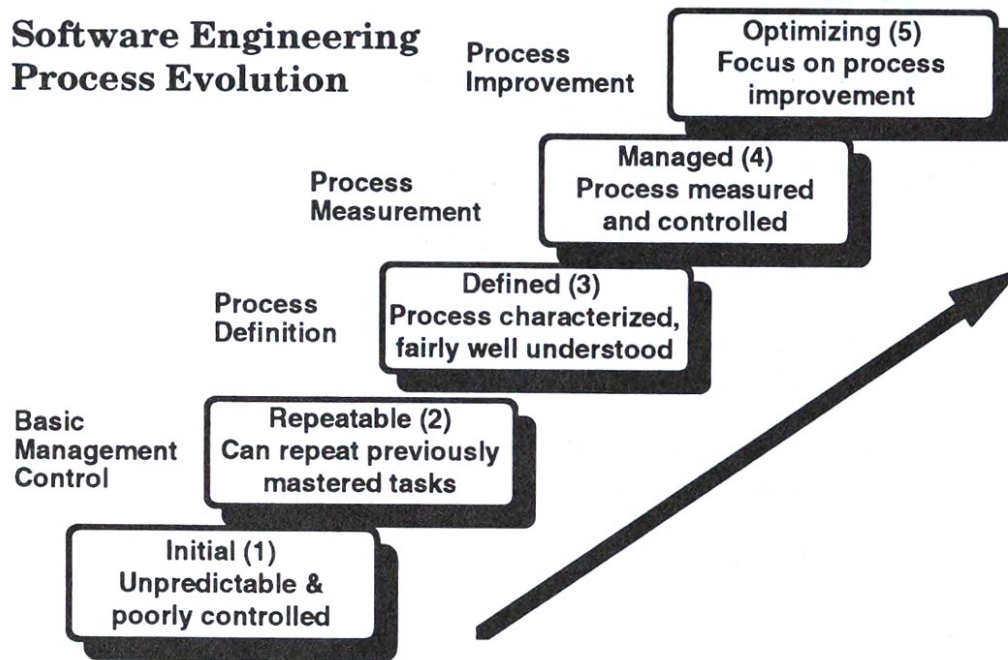 Software Engineering
Process Evolution
Process
Improvement
Optimizing (5)
Focus on process
improvement
Process
Measurement
Managed (4)
Process measured
and controlled
Process
Definition
Defined (3)
Process characterized,
fairly well understood
Basic
Management
Control
Repeatable (2)
Can repeat previously
mastered tasks
Initial (1)
Unpredictable &
poorly controlled